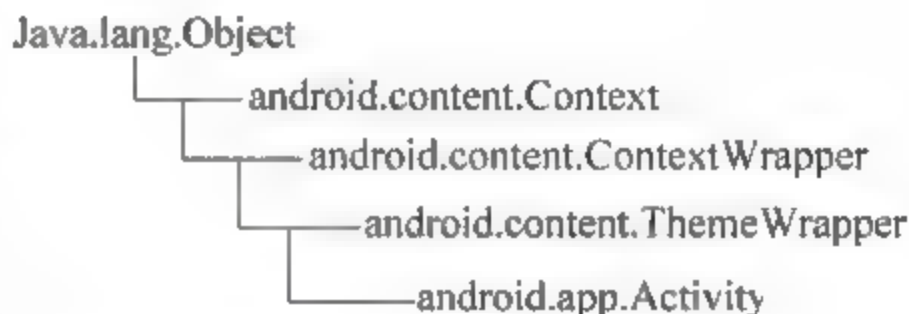 Java.lang.Object
android.content.Context
android.content.ContextWrapper
android.content.ThemeWrapper
android.app.Activity